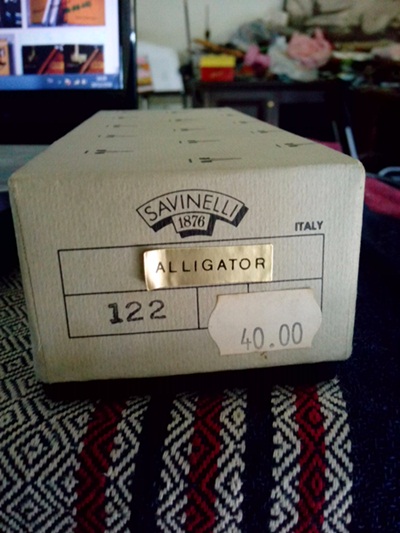 SAVINELLI
1876
ITALY
ALLIGATOR
122
40.00